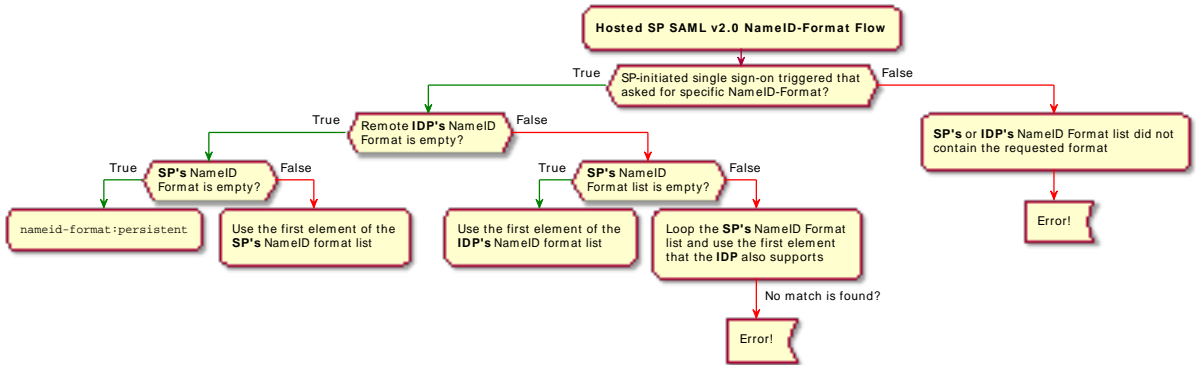 Hosted SP SAML v2.0 NameID-Format Flow
True
SP-initiated single sign-on triggered that
asked for specific NameID-Format?
False
True
Remote IDP's NameID
Format is empty?
False
SP's or IDP's NameID Format list did not
contain the requested format
True
SP's NameID
Format is empty?
False
True
SP's NameID
Format list is empty?
False
nameid-format:persistent
Use the first element of the
SP's NameID format list
Use the first element of the
IDP's NameID format list
Loop the SP's NameID Format
list and use the first element
that the IDP also supports
Error!
No match is found?
Error!